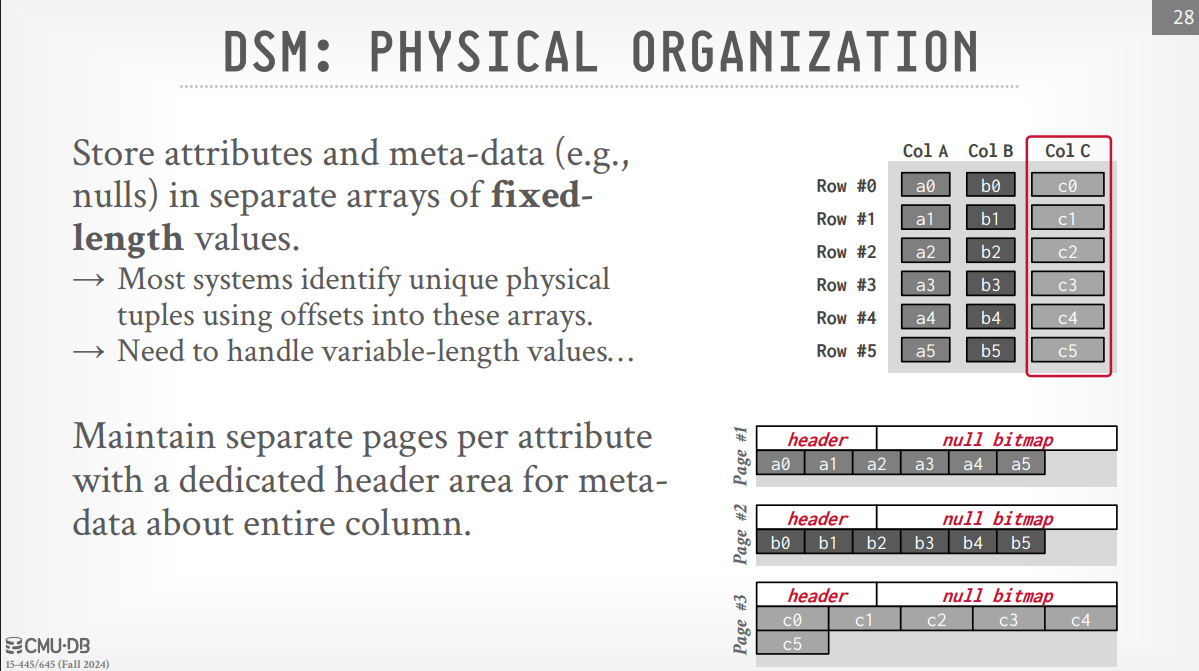 28
DSM: PHYSICAL ORGANIZATION
Store attributes and meta-data (e.g.,
nulls) in separate arrays of fixed-
length values.
→ Most systems identify unique physical
tuples using offsets into these arrays.
→ Need to handle variable-length values…
Maintain separate pages per attribute
with a dedicated header area for meta-
data about entire column.
Col A Col B Col C
Row #0 a0 b0 c0
Row #1 a1 b1 c1
Row #2 a2 b2 c2
Row #3 a3 b3 c3
Row #4 a4 b4 c4
Row #5 a5 b5 c5
Page #1
header null bitmap
a0 a1 a2 a3 a4 a5
Page #2
header null bitmap
b0 b1 b2 b3 b4 b5
Page #3
header null bitmap
c0 c1 c2 c3 c4
c5
CMU·DB
15-445/645 (Fall 2024)